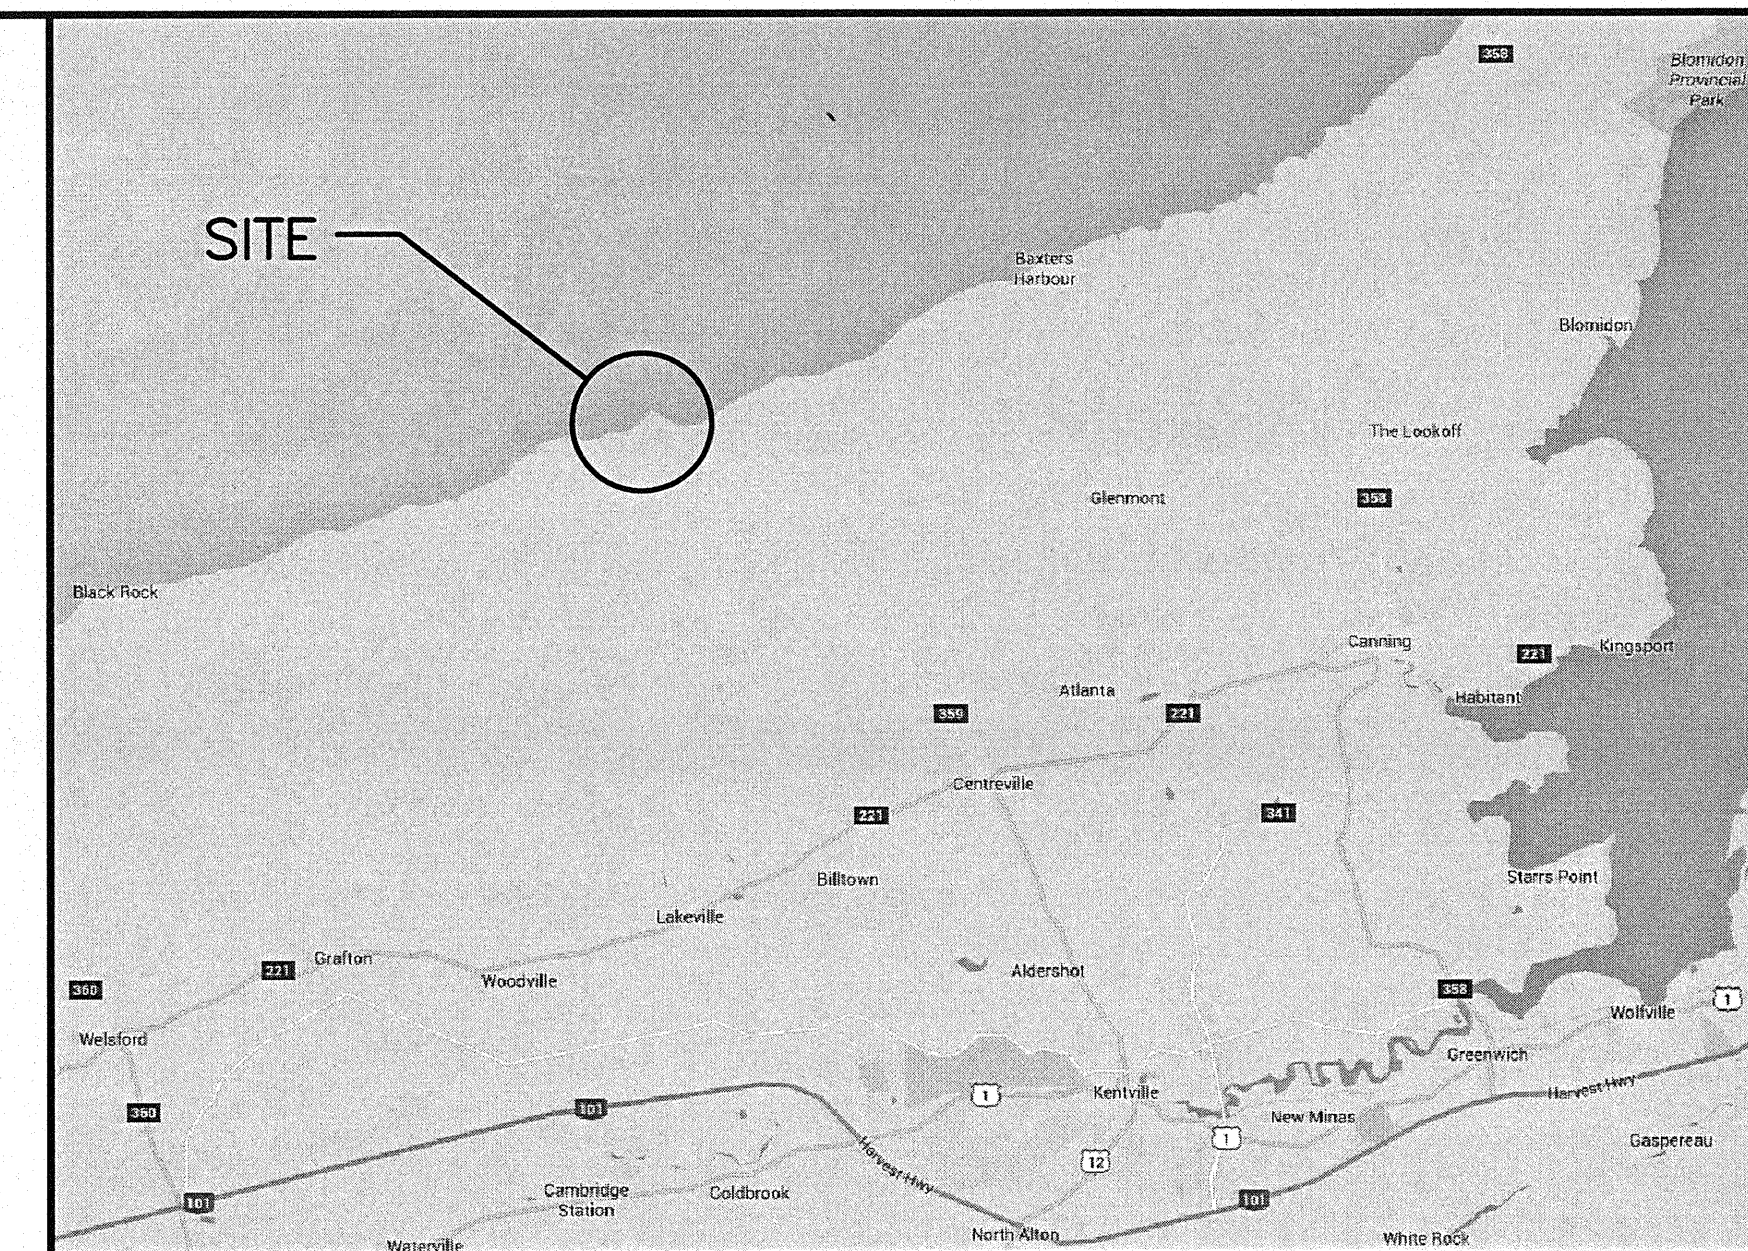 358
Blomidon
Provincial
Park
SITE
Baxters
Harbour
Blomidon
The Lookoff
Glenmont
358
Black Rock
Canning
221
Kingsport
Atlanta
Habitant
359
221
Centreville
221
341
Billtown
Starrs Point
Lakeville
Grafton
221
Woodville
Aldershot
360
358
1
Wolfville
Welsford
Greenwich
Harvest Hwy
Kentville
1
101
360
New Minas
1
Gaspereau
Harvest Hwy
12
Cambridge
Station
Coldbrook
101
101
North Alton
White Rock
Waterville